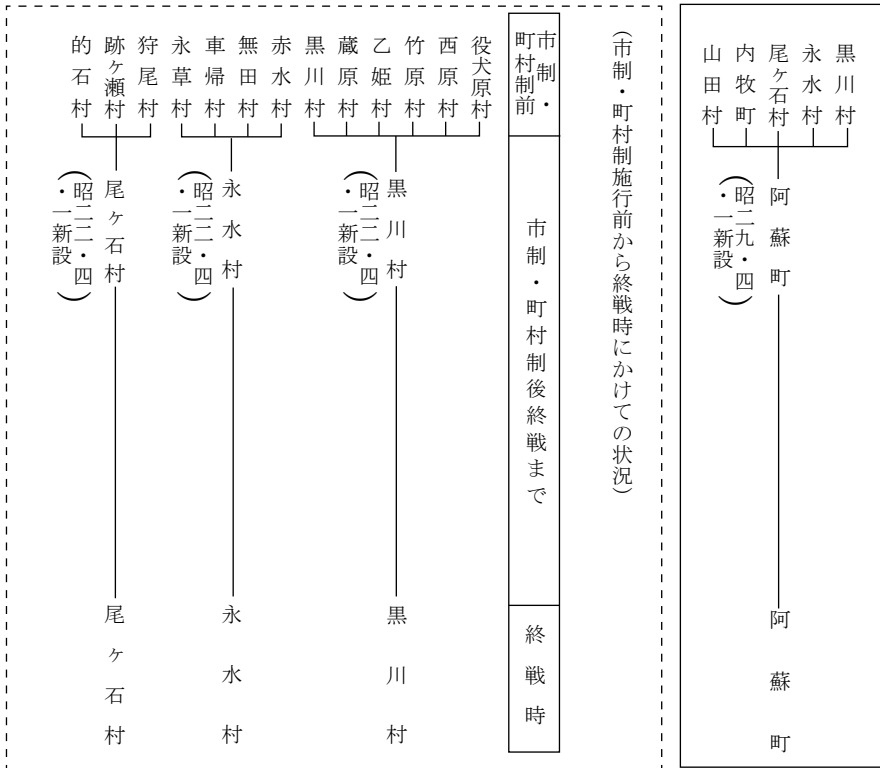 黒川村
永水村
尾ヶ石村
内牧町
山田村
阿蘇町
(昭二九・四
・一新設)
阿蘇町
(市制・町村制施行前から終戦時にかけての状況)
市制・
町村制前
市制・町村制後終戦まで
終戦時
役犬原村
西原村
竹原村
乙姫村
蔵原村
黒川村
黒川村
(昭二二・四
・一新設)
黒川村
赤水村
無田村
車帰村
永草村
永水村
(昭二二・四
・一新設)
永水村
狩尾村
跡ヶ瀬村
的石村
尾ヶ石村
(昭二二・四
・一新設)
尾ヶ石村